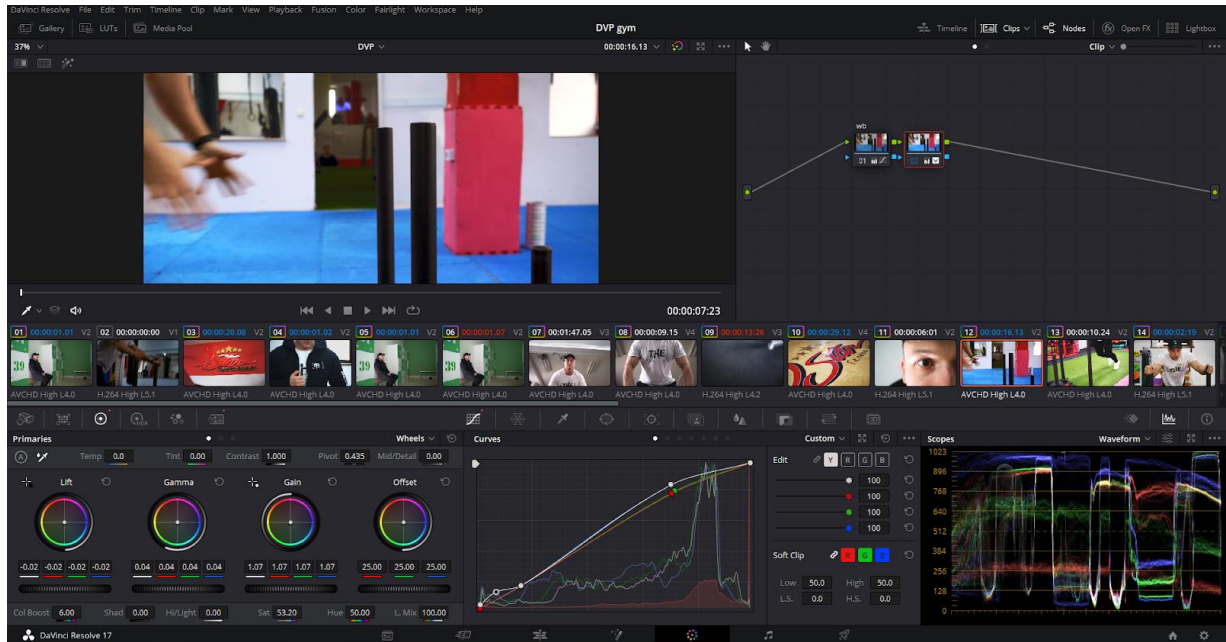 DaVinci Resolve File Edit Trim Timeline Clip Mark View Playback Fusion Color Fairlight Workspace Help
Gallery LUTs Media Pool DVP gym Timeline Clips Nodes Open FX Lightbox
37% DVP 00:00:16.13 Clip
wb
01 02
00:00:07:23
01 00:00:01.01 V2 02 00:00:00:00 V1 03 00:00:20.08 V2 04 00:00:01.02 V2 05 00:00:01.01 V2 06 00:00:01.07 V2 07 00:01:47.05 V3 08 00:00:09.15 V4 09 00:00:13:26 V3 10 00:00:29.12 V4 11 00:00:06:01 V2 12 00:00:16.13 V2 13 00:00:10.24 V2 14 00:00:02:19 V2
39 39 39 THE THE
AVCHD High L4.0 H.264 High L5.1 AVCHD High L4.0 AVCHD High L4.0 AVCHD High L4.0 AVCHD High L4.0 AVCHD High L4.0 AVCHD High L4.0 H.264 High L4.2 AVCHD High L4.0 H.264 High L5.1 AVCHD High L4.0 AVCHD High L4.0 H.264 High L5.1
Primaries Wheels Curves Custom Scopes Waveform
A Temp 0.0 Tint 0.00 Contrast 1.000 Pivot 0.435 Mid/Detail 0.00
Lift Gamma Gain Offset
-0.02 -0.02 -0.02 -0.02 0.04 0.04 0.04 0.04 1.07 1.07 1.07 1.07 25.00 25.00 25.00
Col Boost 6.00 Shad 0.00 Hi/Light 0.00 Sat 53.20 Hue 50.00 L. Mix 100.00
Edit Y R G B
100
100
100
100
Soft Clip R G B
Low 50.0 High 50.0
L.S. 0.0 H.S. 0.0
1023
896
768
640
512
384
256
128
0
DaVinci Resolve 17